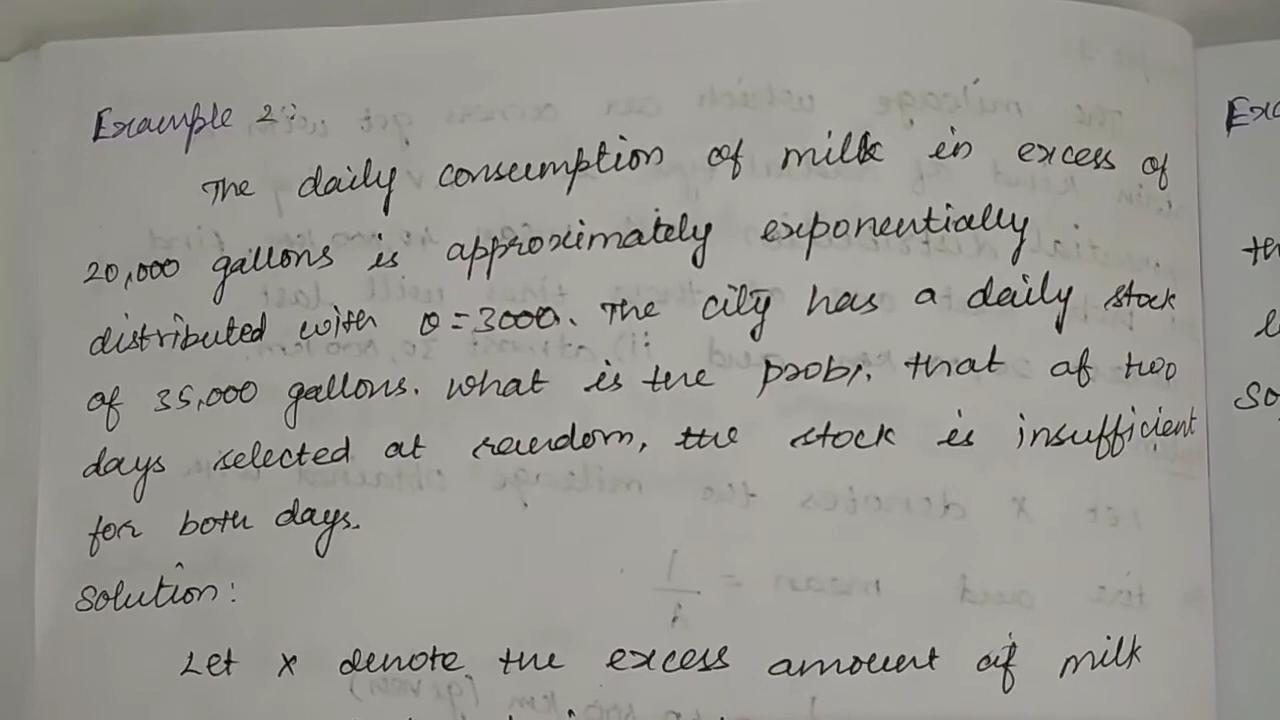 Example 2:
The daily consumption of milk in excess of
20,000 gallons is approximately exponentially
distributed with θ = 3000. The city has a daily stock
of 35,000 gallons. What is the prob. that of two
days selected at random, the stock is insufficient
for both days.
Solution:
Let x denote the excess amount of milk